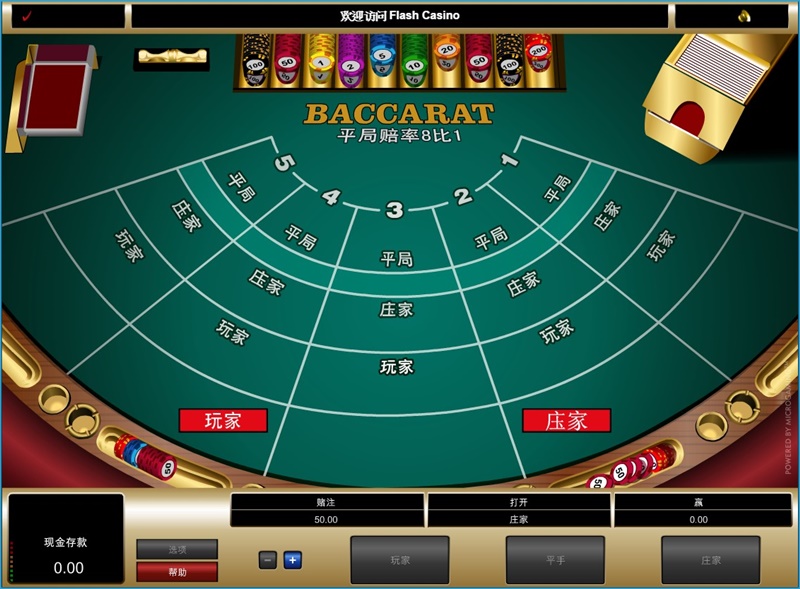 欢迎访问 Flash Casino
100
50
1
2
5
10
20
50
100
200
BACCARAT
平局赔率8比1
5
4
3
2
1
平局
平局
平局
平局
平局
庄家
庄家
庄家
庄家
庄家
玩家
玩家
玩家
玩家
玩家
玩家
庄家
50
50
50
POWERED BY
现金存款
0.00
选项
帮助
赌注
50.00
打开
庄家
赢
0.00
玩家
平手
庄家